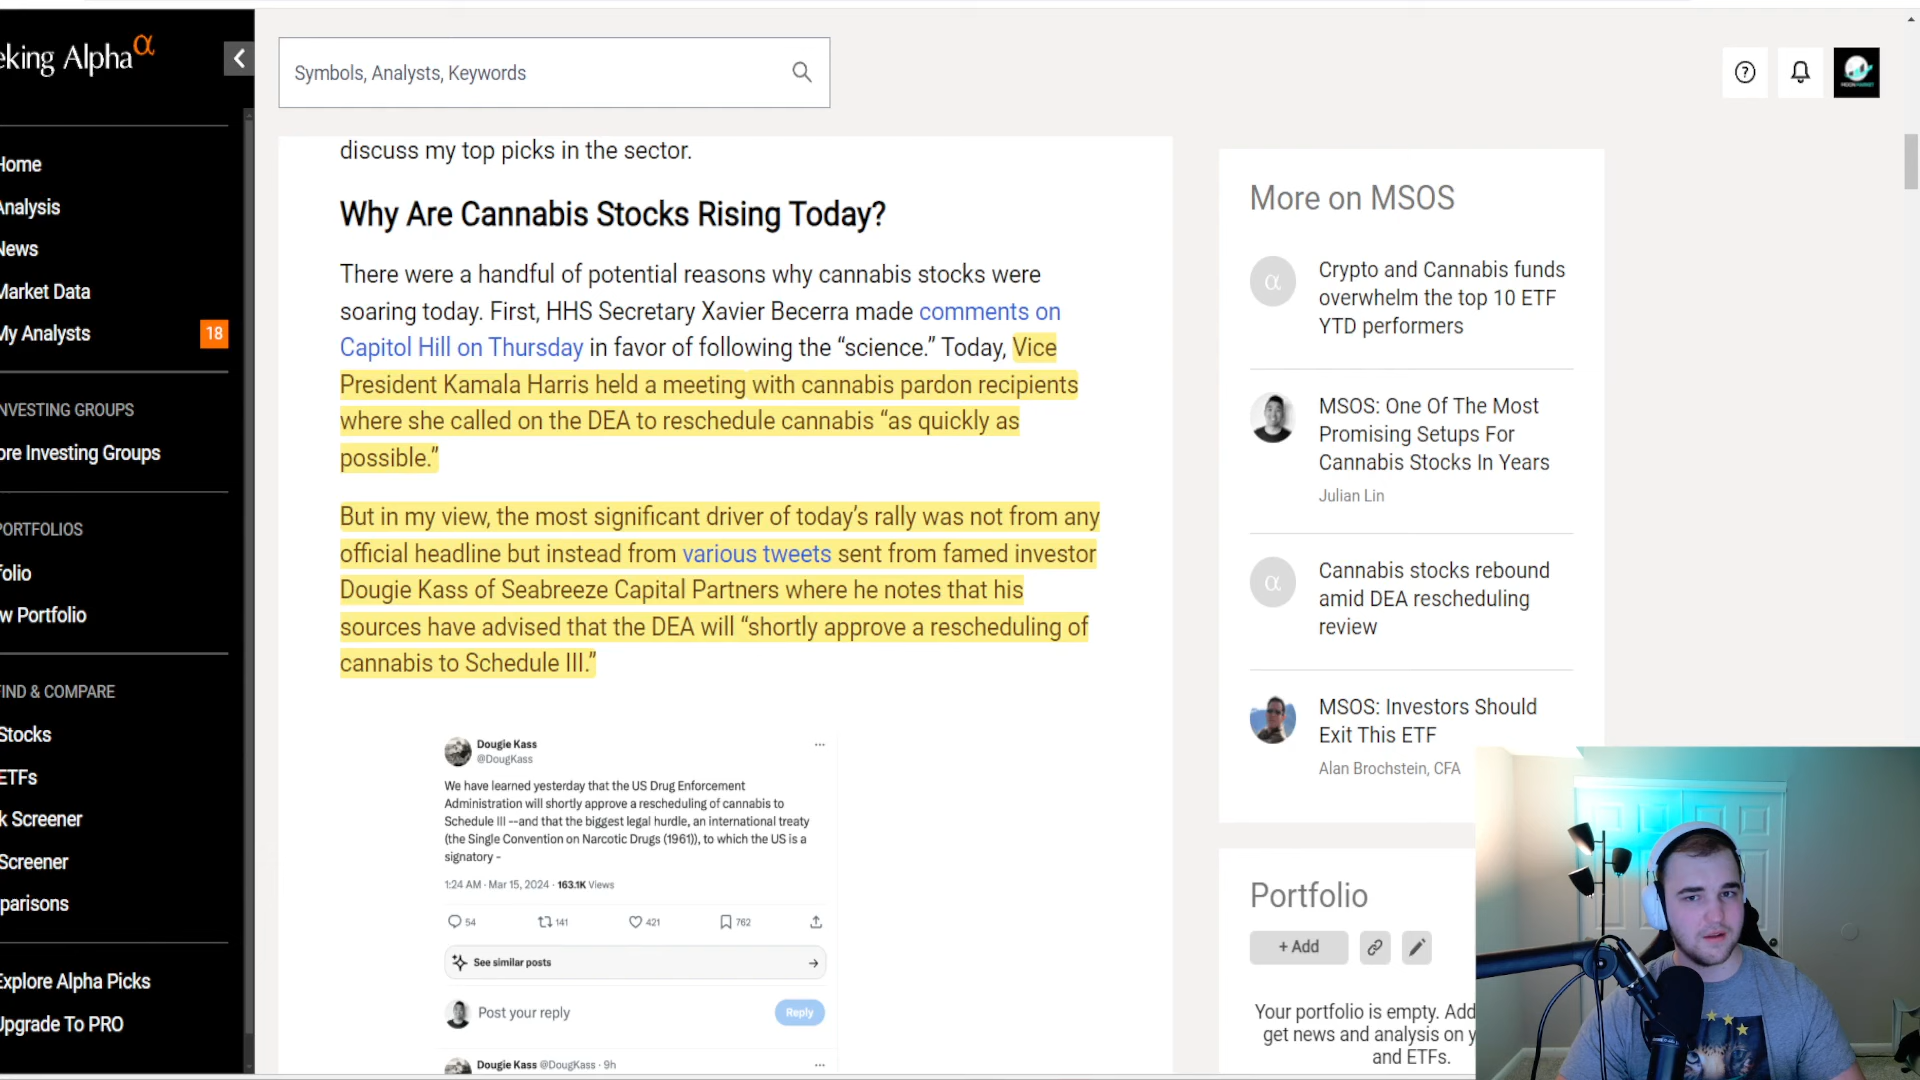 eking Alpha α
Home
Analysis
News
Market Data
My Analysts 18
INVESTING GROUPS
ore Investing Groups
PORTFOLIOS
folio
w Portfolio
FIND & COMPARE
Stocks
ETFs
k Screener
Screener
parisons
Explore Alpha Picks
Upgrade To PRO
Symbols, Analysts, Keywords
discuss my top picks in the sector.
Why Are Cannabis Stocks Rising Today?
There were a handful of potential reasons why cannabis stocks were
soaring today. First, HHS Secretary Xavier Becerra made comments on
Capitol Hill on Thursday in favor of following the “science.” Today, Vice
President Kamala Harris held a meeting with cannabis pardon recipients
where she called on the DEA to reschedule cannabis “as quickly as
possible.”
But in my view, the most significant driver of today’s rally was not from any
official headline but instead from various tweets sent from famed investor
Dougie Kass of Seabreeze Capital Partners where he notes that his
sources have advised that the DEA will “shortly approve a rescheduling of
cannabis to Schedule III.”
Dougie Kass
@DougKass
We have learned yesterday that the US Drug Enforcement
Administration will shortly approve a rescheduling of cannabis to
Schedule III --and that the biggest legal hurdle, an international treaty
(the Single Convention on Narcotic Drugs (1961)), to which the US is a
signatory -
1:24 AM · Mar 15, 2024 · 163.1K Views
54 141 421 762
See similar posts
Post your reply
Reply
Dougie Kass @DougKass · 9h
More on MSOS
Crypto and Cannabis funds
overwhelm the top 10 ETF
YTD performers
MSOS: One Of The Most
Promising Setups For
Cannabis Stocks In Years
Julian Lin
Cannabis stocks rebound
amid DEA rescheduling
review
MSOS: Investors Should
Exit This ETF
Alan Brochstein, CFA
Portfolio
+ Add
Your portfolio is empty. Add
get news and analysis on y
and ETFs.